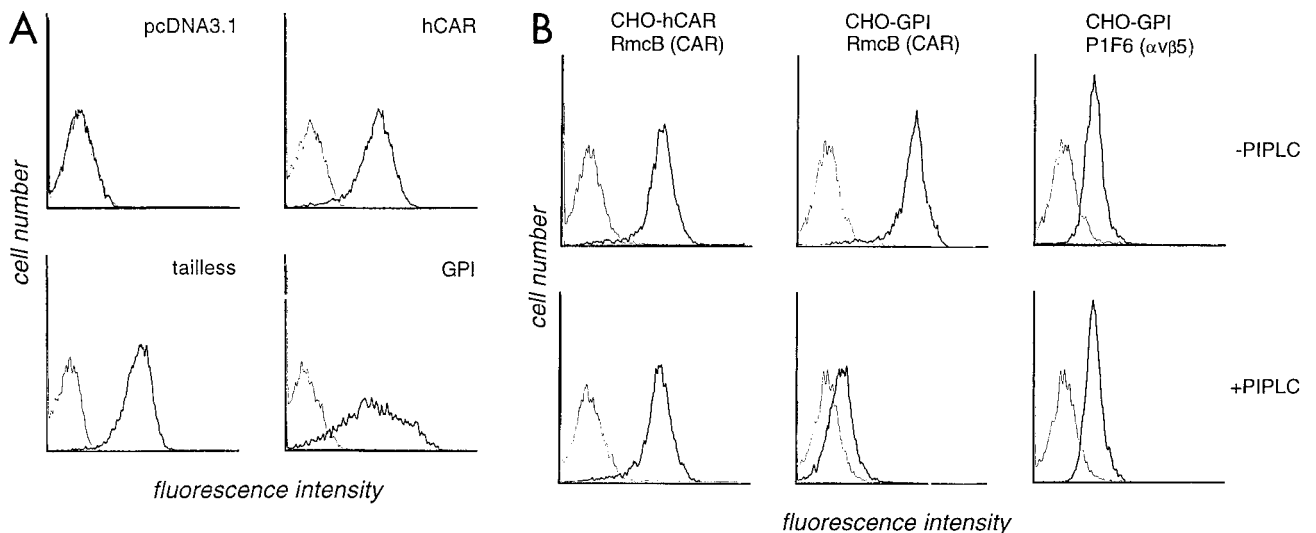 A
pcDNA3.1
hCAR
tailless
GPI
cell number
fluorescence intensity
B
CHO-hCAR
RmcB (CAR)
CHO-GPI
RmcB (CAR)
CHO-GPI
P1F6 (αvβ5)
-PIPLC
+PIPLC
cell number
fluorescence intensity